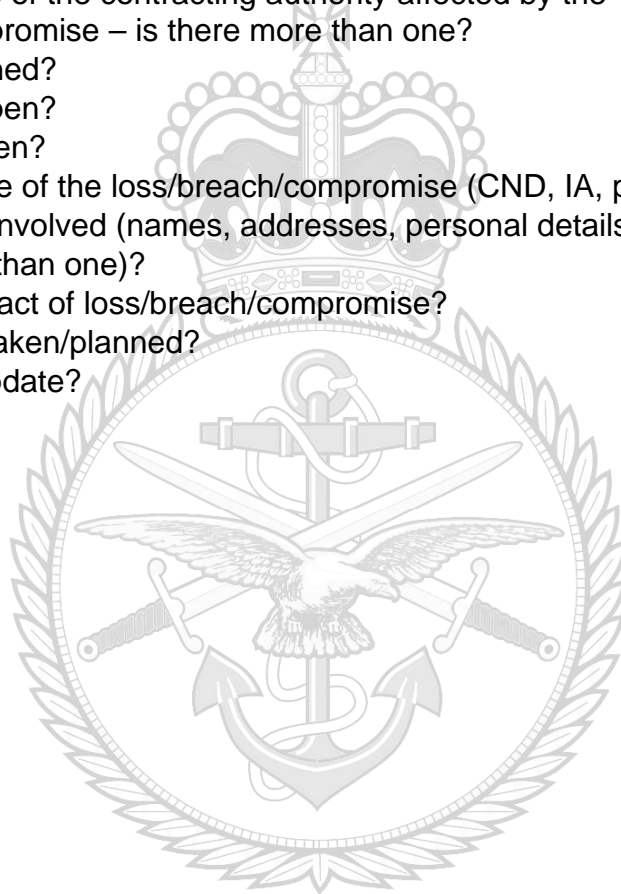 of the contracting authority affected by the
promise – is there more than one?
ned?
pen?
en?
e of the loss/breach/compromise (CND, IA, p
nvolved (names, addresses, personal details
than one)?
act of loss/breach/compromise?
aken/planned?
pdate?